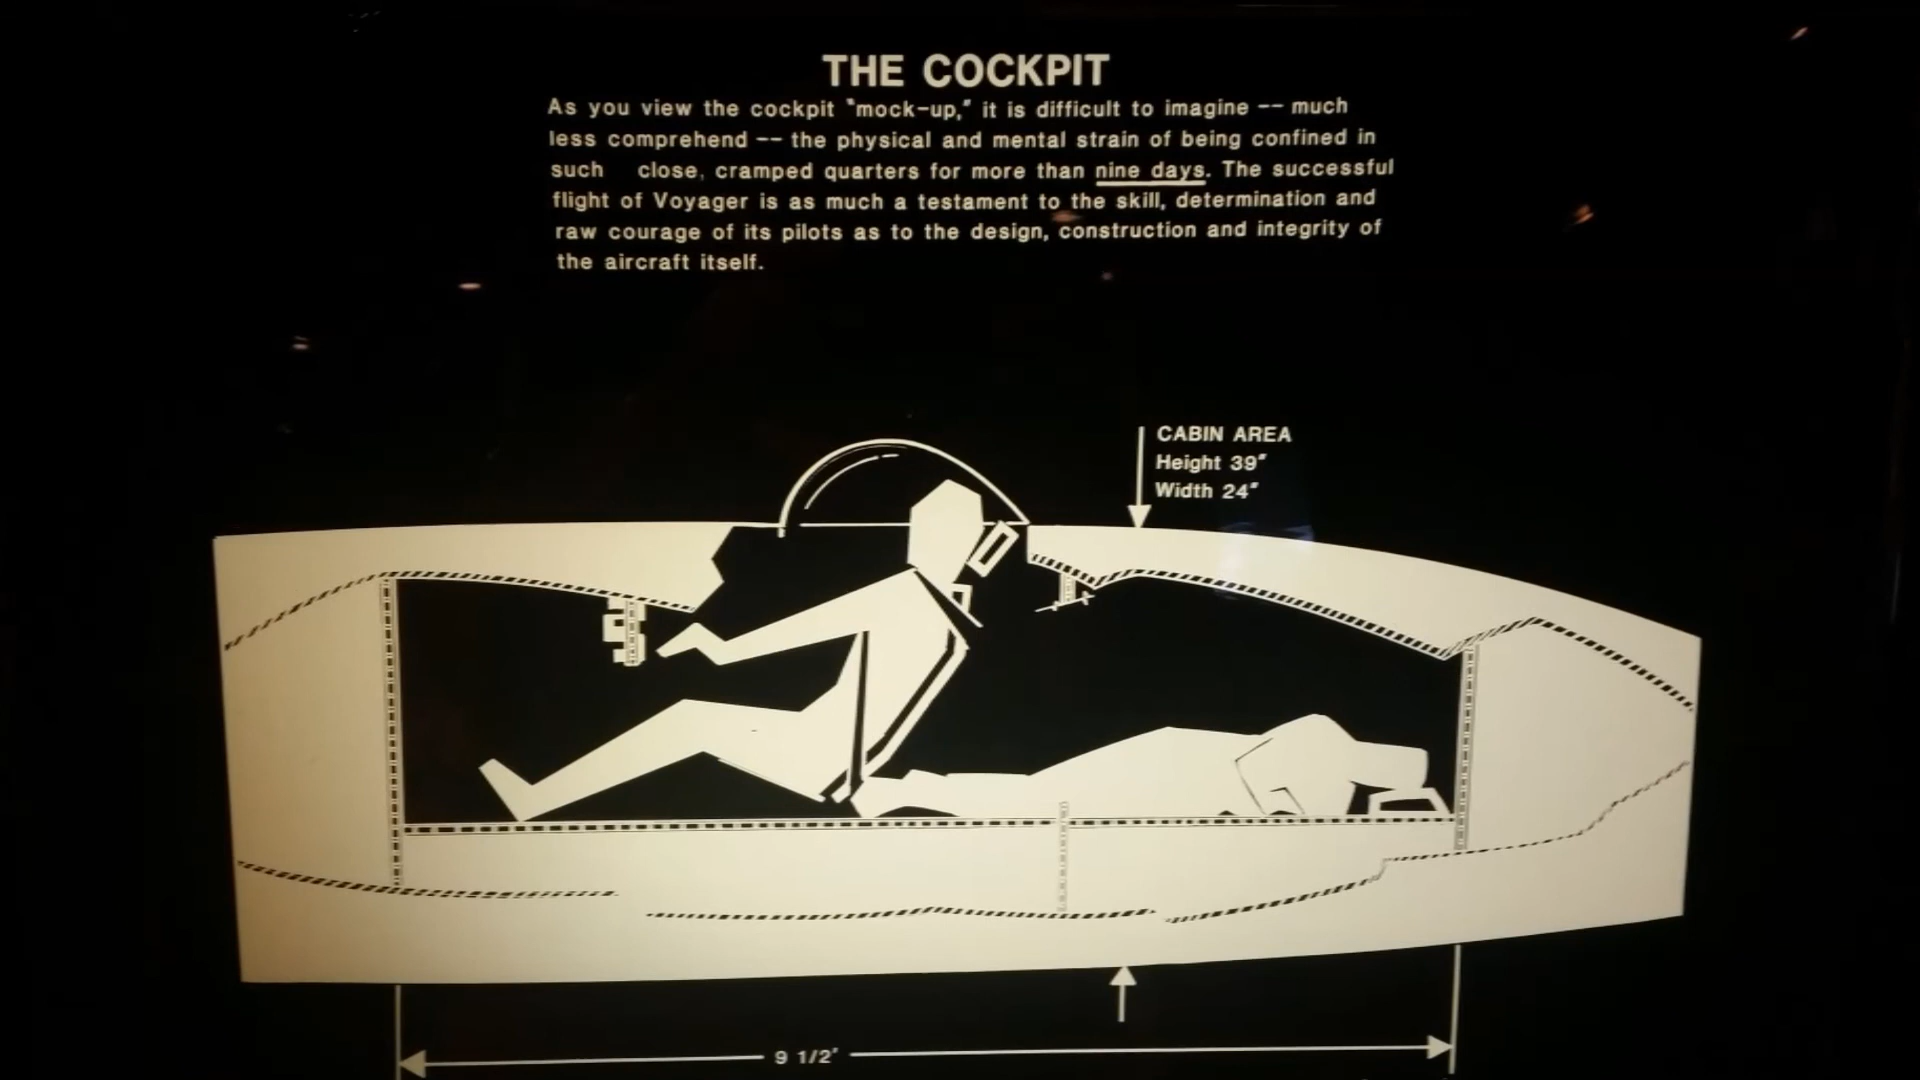 THE COCKPIT
As you view the cockpit "mock-up," it is difficult to imagine -- much
less comprehend -- the physical and mental strain of being confined in
such close, cramped quarters for more than nine days. The successful
flight of Voyager is as much a testament to the skill, determination and
raw courage of its pilots as to the design, construction and integrity of
the aircraft itself.
CABIN AREA
Height 39"
Width 24"
9 1/2'